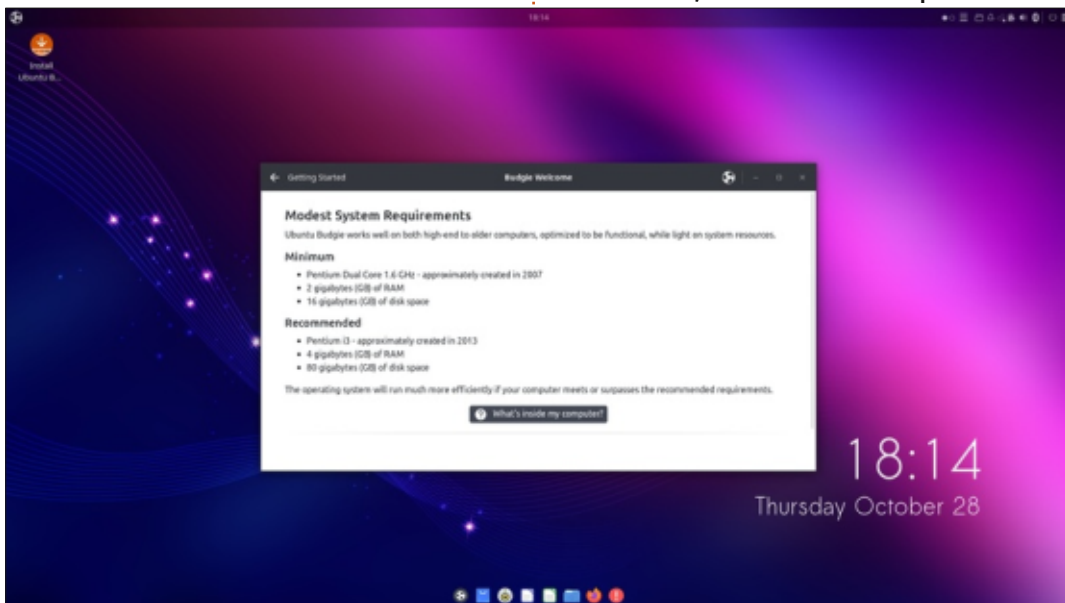 18:14
Install
Ubuntu B...
Getting Started
Budgie Welcome
Modest System Requirements
Ubuntu Budgie works well on both high-end to older computers, optimized to be functional, while light on system resources.
Minimum
• Pentium Dual Core 1.6 GHz - approximately created in 2007
• 2 gigabytes (GB) of RAM
• 16 gigabytes (GB) of disk space
Recommended
• Pentium i3 - approximately created in 2013
• 4 gigabytes (GB) of RAM
• 80 gigabytes (GB) of disk space
The operating system will run much more efficiently if your computer meets or surpasses the recommended requirements.
What's inside my computer?
18:14
Thursday October 28